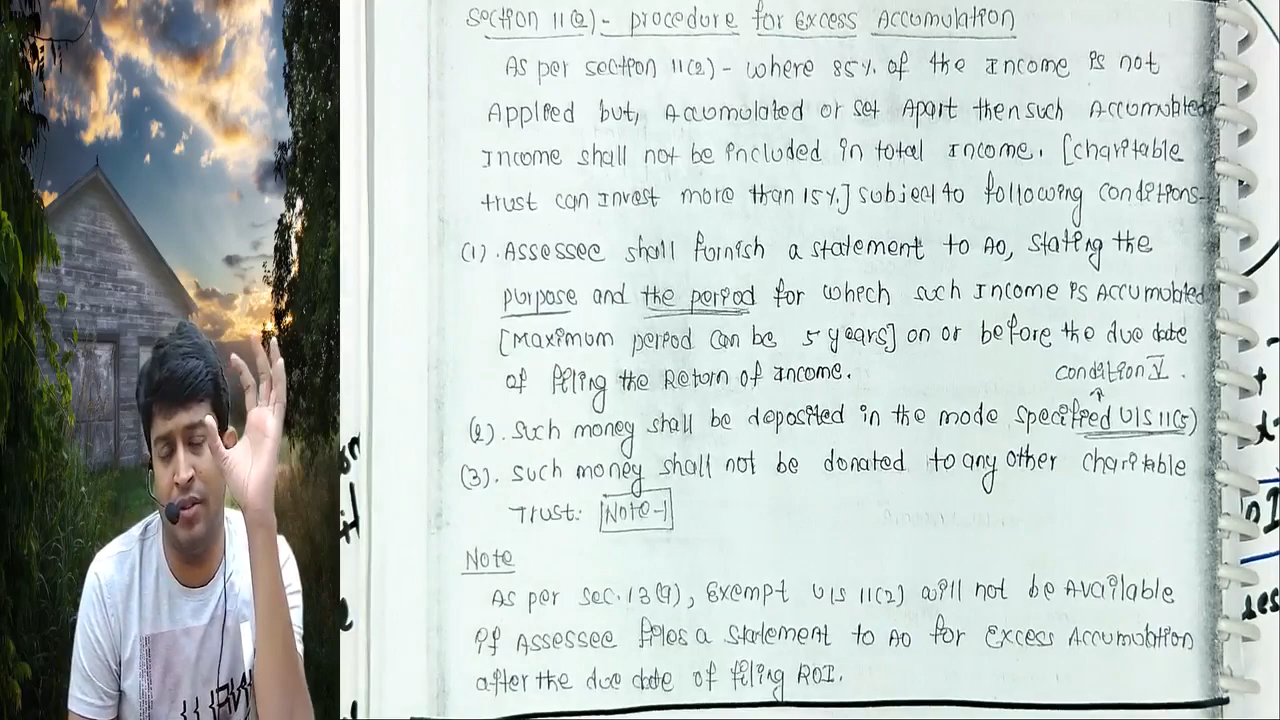 Section 11(2) - procedure for Excess Accumulation
As per section 11(2) - where 85% of the Income is not
Applied but, Accumulated or set Apart then such Accumulated
Income shall not be included in total Income. [charitable
trust can Invest more than 15%] subject to following conditions-
(1). Assessee shall furnish a statement to AO, stating the
purpose and the period for which such Income is Accumulated
[Maximum period can be 5 years] on or before the due date
of filing the Return of Income.
condition V.
(2). Such money shall be deposited in the mode specified U/S 11(5)
(3). Such money shall not be donated to any other charitable
Trust: Note-1
Note
As per sec. 13(9), Exempt U/S 11(2) will not be Available
if Assessee files a statement to AO for Excess Accumulation
after the due date of filing ROI.